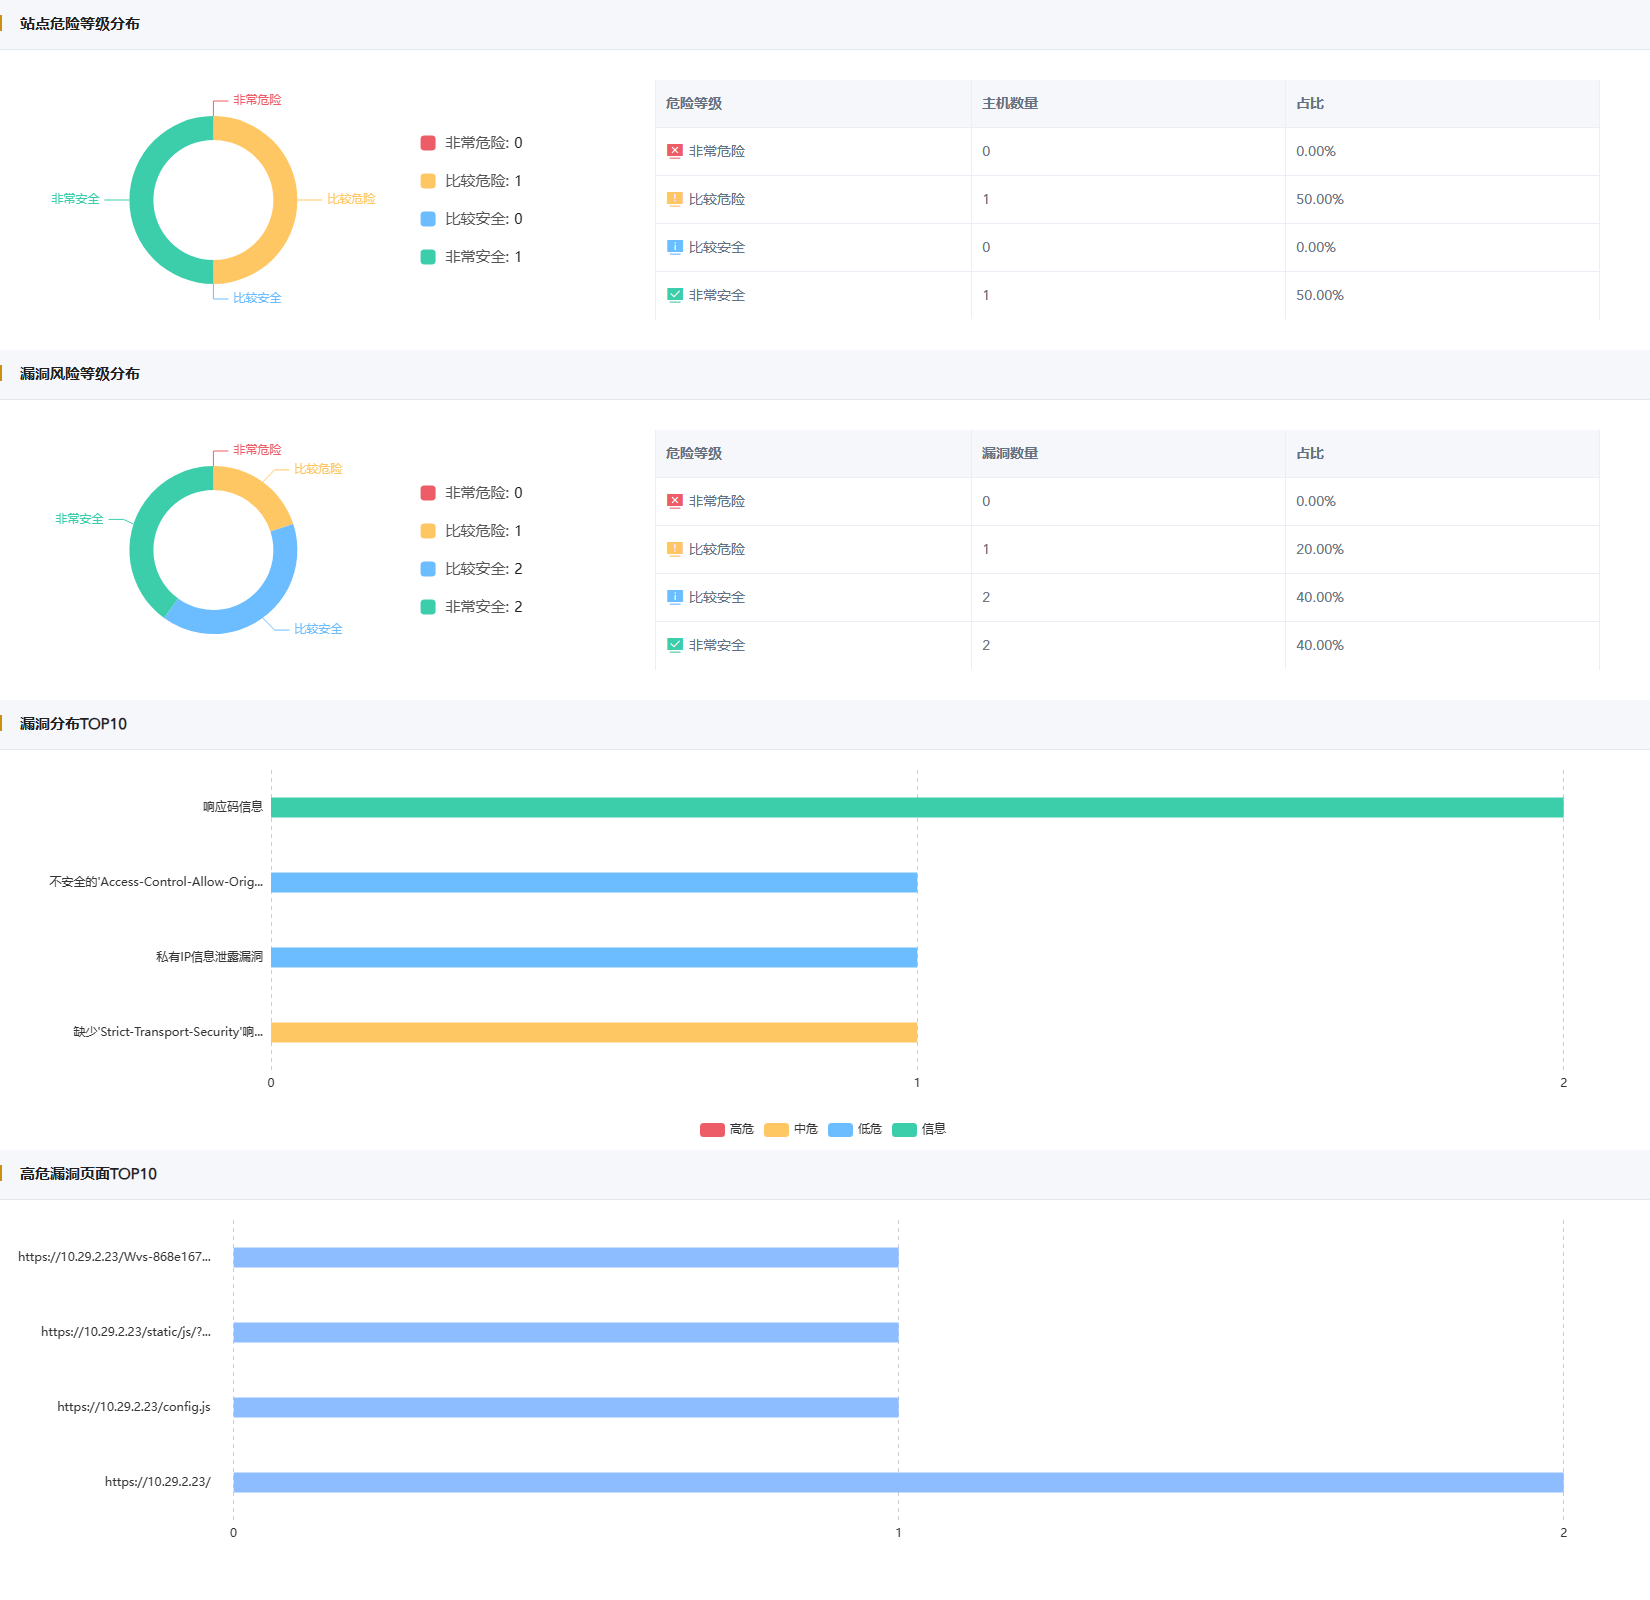 站点危险等级分布
非常危险
比较危险
非常安全
比较安全
非常危险: 0
比较危险: 1
比较安全: 0
非常安全: 1
危险等级 主机数量 占比
非常危险 0 0.00%
比较危险 1 50.00%
比较安全 0 0.00%
非常安全 1 50.00%
漏洞风险等级分布
非常危险
比较危险
非常安全
比较安全
非常危险: 0
比较危险: 1
比较安全: 2
非常安全: 2
危险等级 漏洞数量 占比
非常危险 0 0.00%
比较危险 1 20.00%
比较安全 2 40.00%
非常安全 2 40.00%
漏洞分布TOP10
响应码信息
不安全的'Access-Control-Allow-Orig...
私有IP信息泄露漏洞
缺少'Strict-Transport-Security'响...
0 1 2
高危 中危 低危 信息
高危漏洞页面TOP10
https://10.29.2.23/Wvs-868e167...
https://10.29.2.23/static/js/?...
https://10.29.2.23/config.js
https://10.29.2.23/
0 1 2